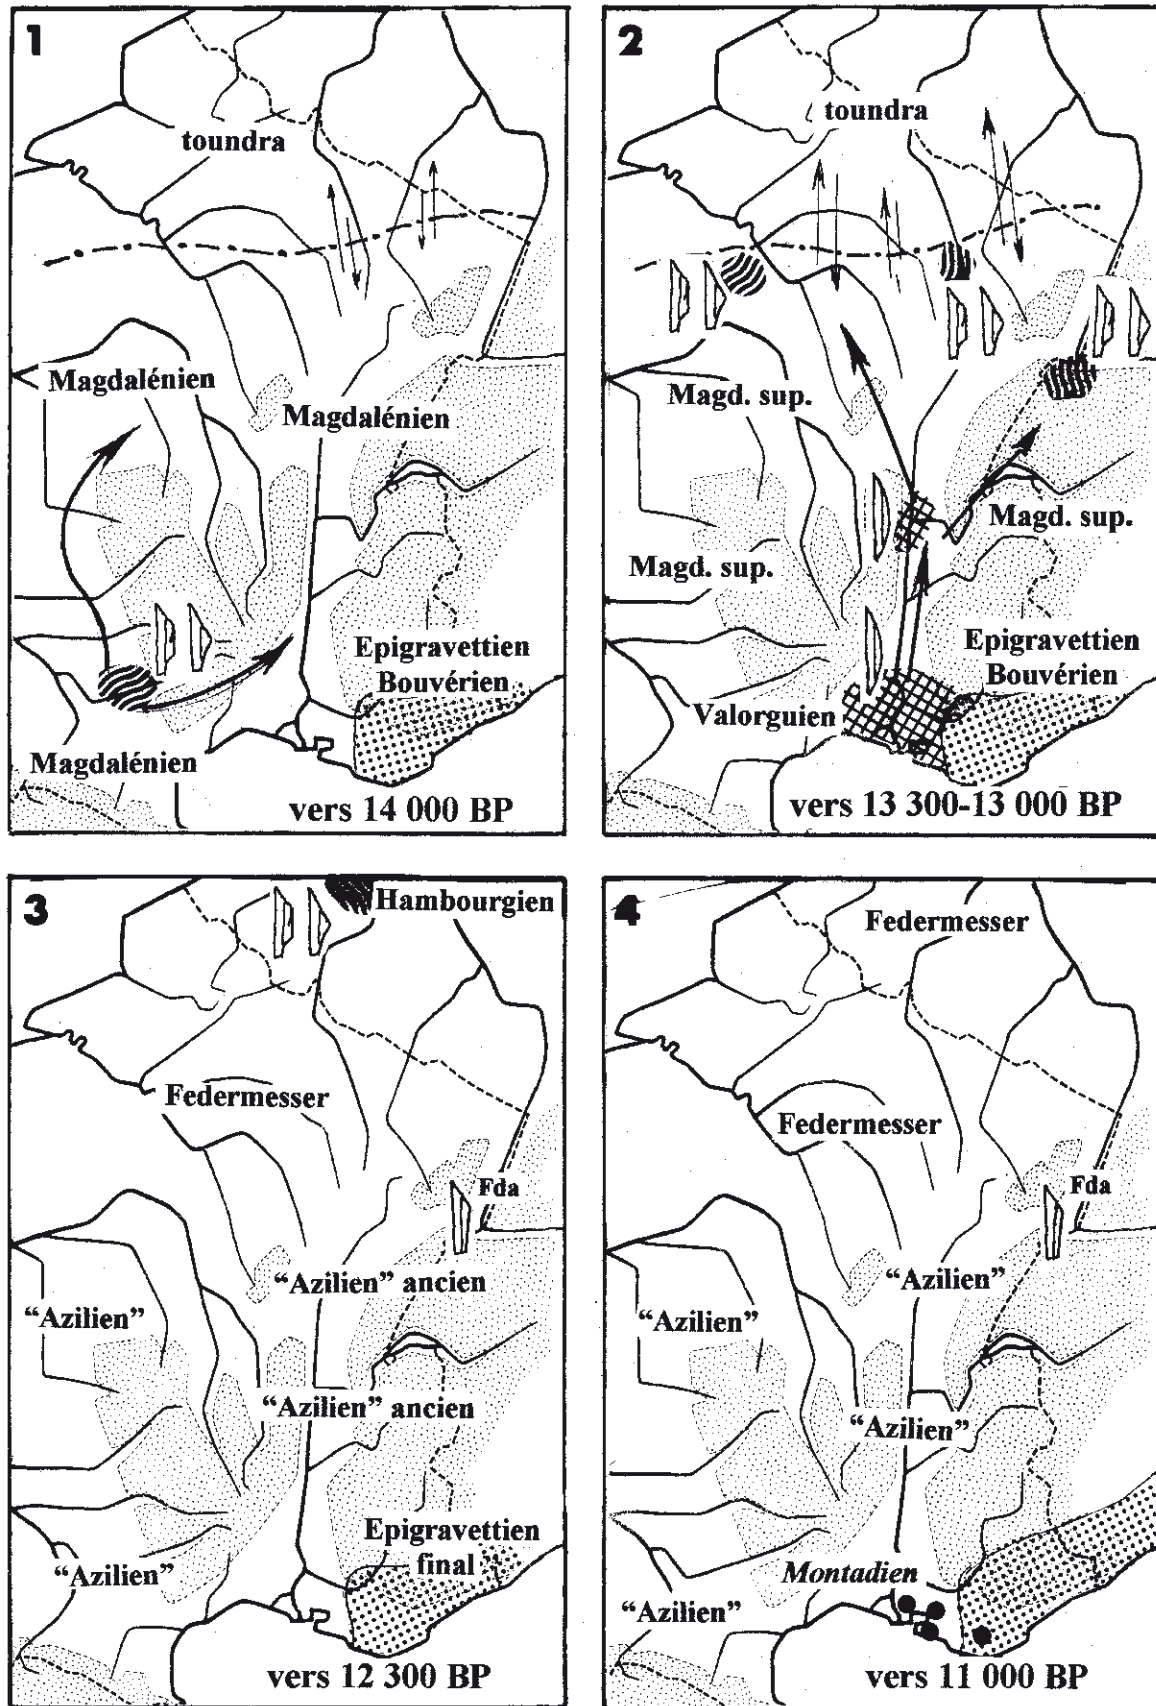 1
toundra
Magdalénien
Magdalénien
Epigravettien
Bouvérien
Magdalénien
vers 14 000 BP
2
toundra
Magd. sup.
Magd. sup.
Magd. sup.
Epigravettien
Bouvérien
Valorguien
vers 13 300-13 000 BP
3
Hambourgien
Federmesser
Fda
“Azilien” ancien
“Azilien”
“Azilien” ancien
Epigravettien
final
“Azilien”
vers 12 300 BP
4
Federmesser
Federmesser
Fda
“Azilien”
“Azilien”
“Azilien”
Montadien
“Azilien”
vers 11 000 BP